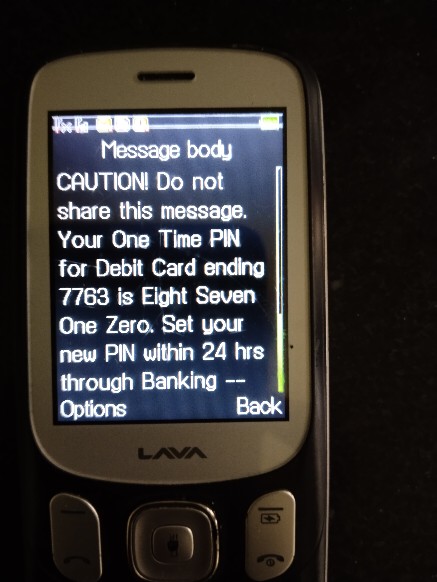 Message body
CAUTION! Do not
share this message.
Your One Time PIN
for Debit Card ending
7763 is Eight Seven
One Zero. Set your
new PIN within 24 hrs
through Banking --
Options Back
LAVA